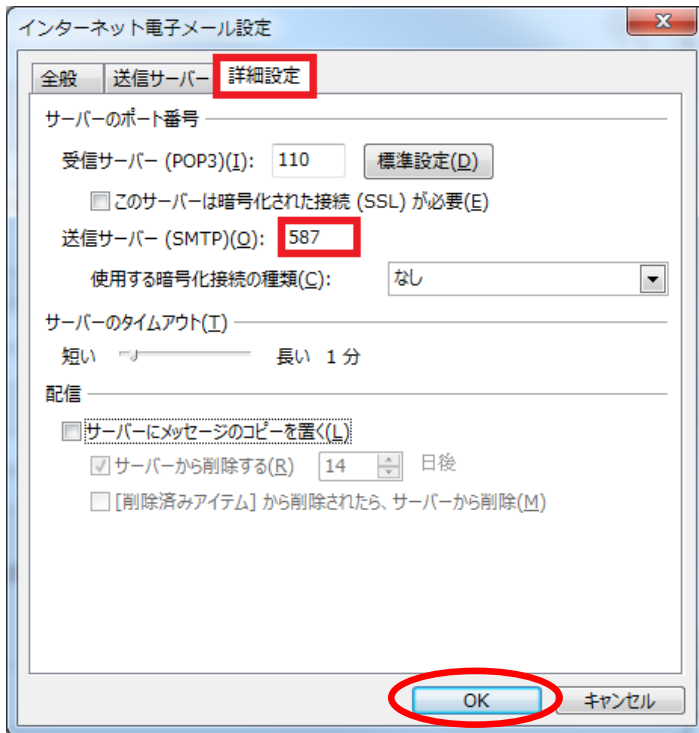 インターネット電子メール設定
全般 送信サーバー 詳細設定
サーバーのポート番号
受信サーバー (POP3)(I): 110 標準設定(D)
このサーバーは暗号化された接続 (SSL) が必要(E)
送信サーバー (SMTP)(O): 587
使用する暗号化接続の種類(C): なし
サーバーのタイムアウト(T)
短い 長い 1 分
配信
サーバーにメッセージのコピーを置く(L)
サーバーから削除する(R) 14 日後
[削除済みアイテム] から削除されたら、サーバーから削除(M)
OK キャンセル